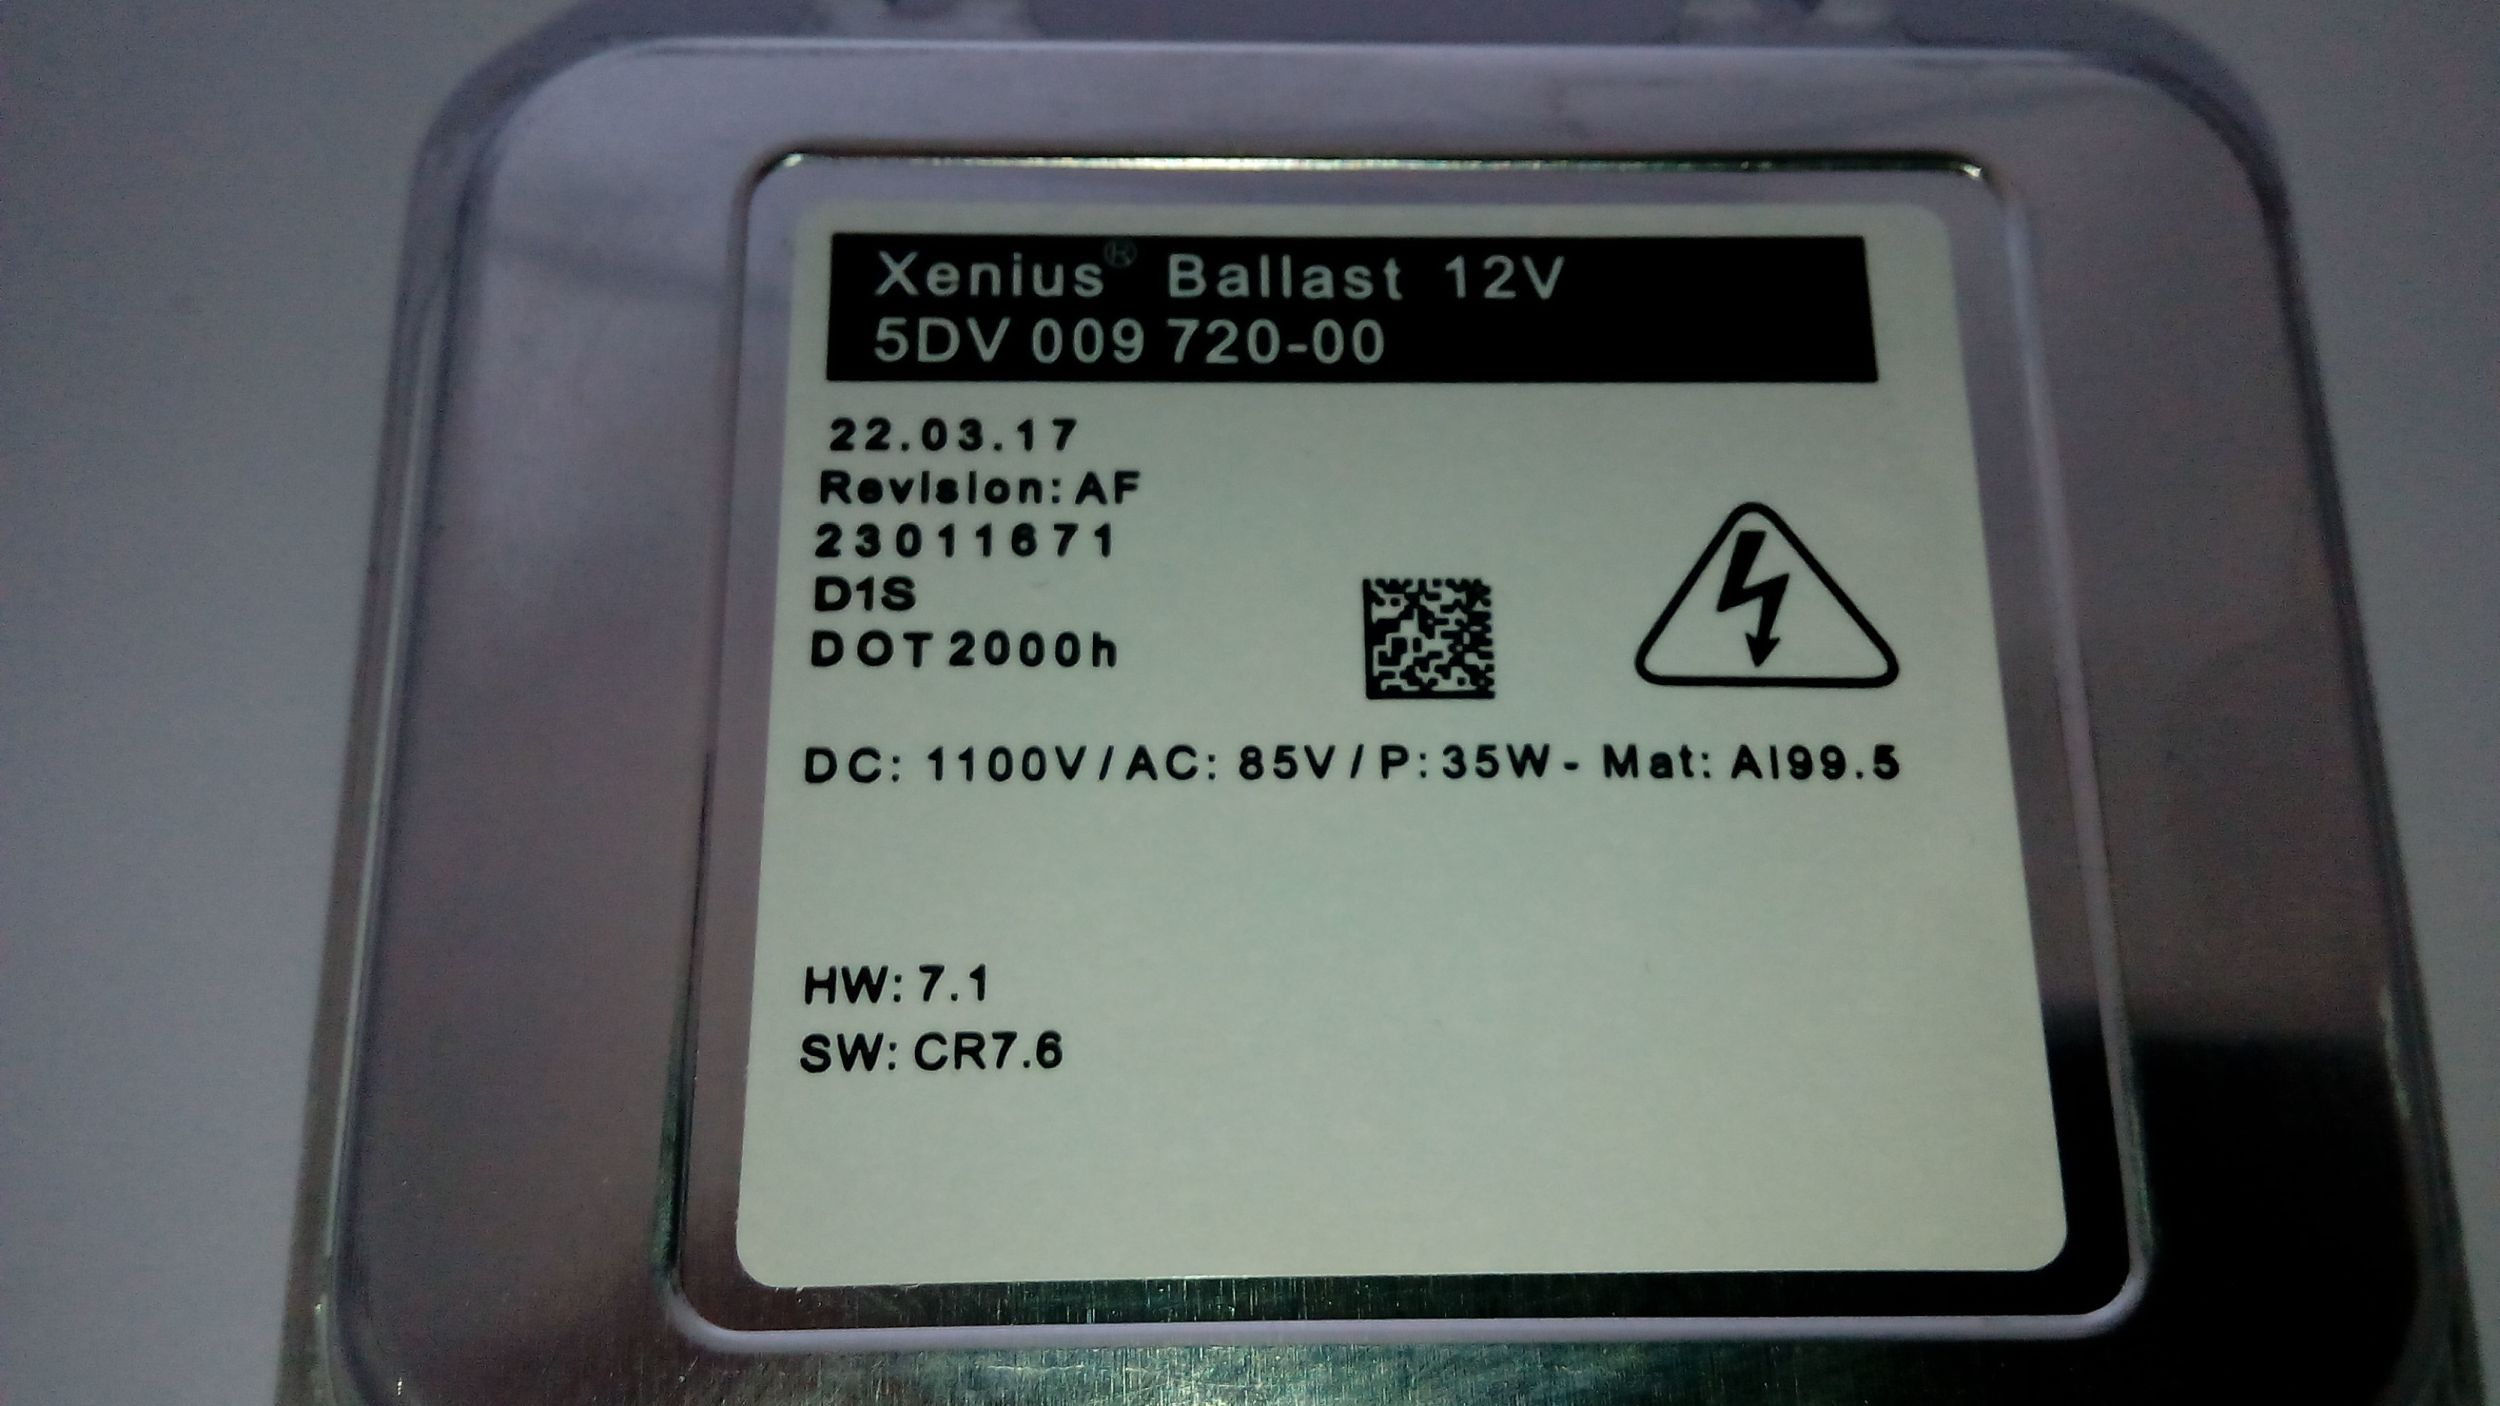 Xenius® Ballast 12V
5DV 009 720-00
22.03.17
Revision: AF
23011671
D1S
DOT 2000h
DC: 1100V / AC: 85V / P: 35W - Mat: Al99.5
HW: 7.1
SW: CR7.6